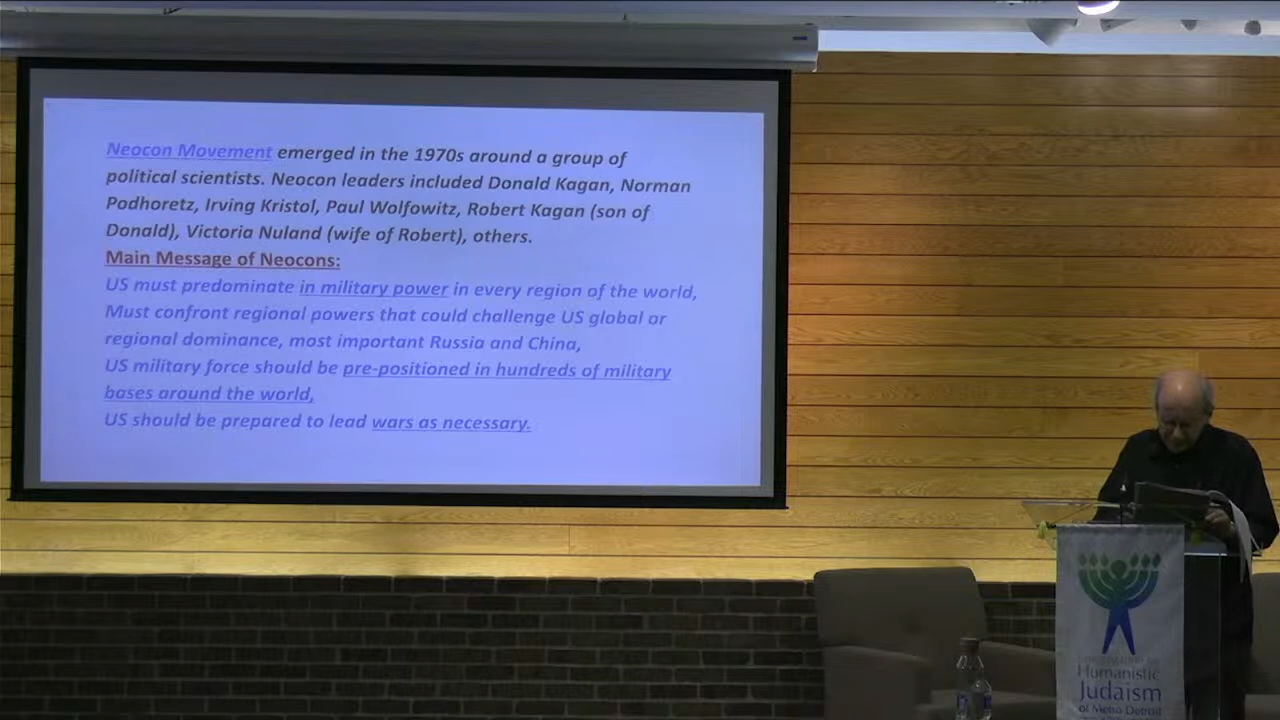 Neocon Movement emerged in the 1970s around a group of
political scientists. Neocon leaders included Donald Kagan, Norman
Podhoretz, Irving Kristol, Paul Wolfowitz, Robert Kagan (son of
Donald), Victoria Nuland (wife of Robert), others.
Main Message of Neocons:
US must predominate in military power in every region of the world,
Must confront regional powers that could challenge US global or
regional dominance, most important Russia and China,
US military force should be pre-positioned in hundreds of military
bases around the world,
US should be prepared to lead wars as necessary.
Humanistic
Judaism
of Metro Detroit